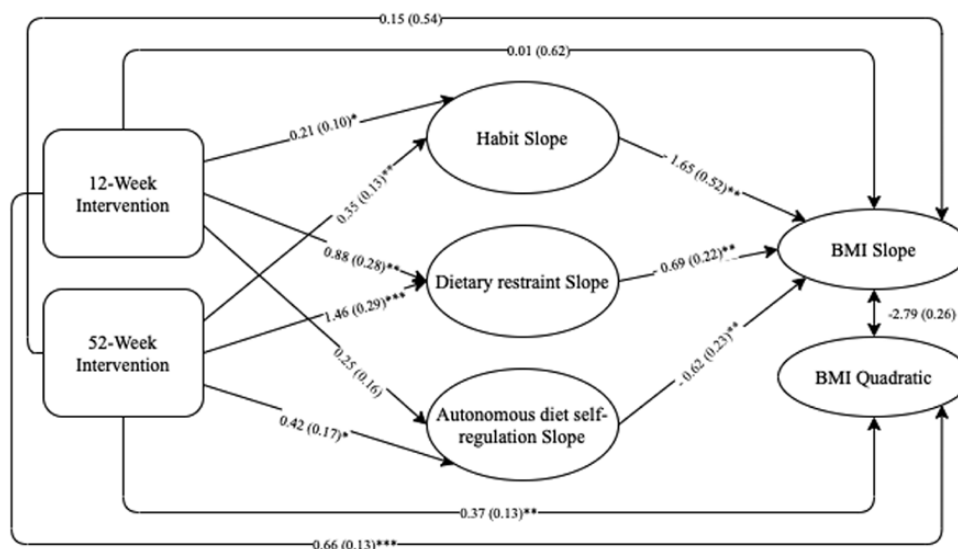 0.15 (0.54)
0.01 (0.62)
0.21 (0.10)*
Habit Slope
- 1.65 (0.52)**
12-Week
Intervention
0.35 (0.13)**
0.88 (0.28)**
Dietary restraint Slope
- 0.69 (0.22)**
BMI Slope
1.46 (0.29)***
-2.79 (0.26)
52-Week
Intervention
0.25 (0.16)
- 0.62 (0.23)**
BMI Quadratic
0.42 (0.17)*
Autonomous diet self-
regulation Slope
0.37 (0.13)**
0.66 (0.13)***